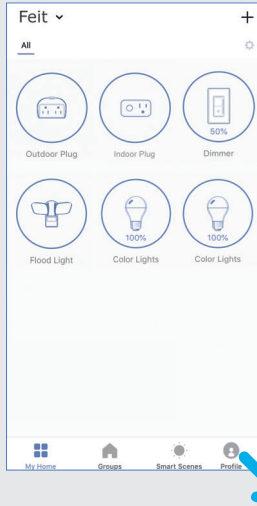 Feit
All
50%
Outdoor Plug Indoor Plug Dimmer
100% 100%
Flood Light Color Lights Color Lights
My Home Groups Smart Scenes Profile